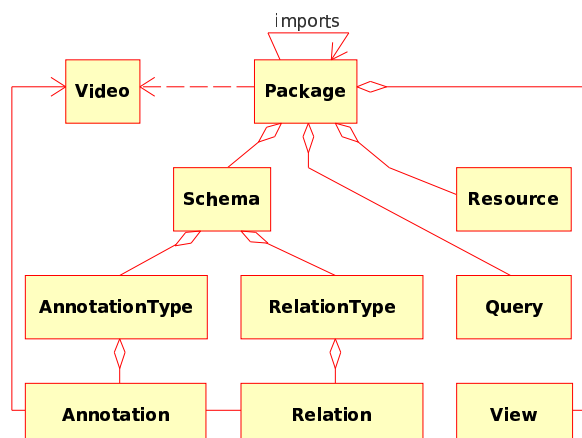 imports
Video
Package
Schema
Resource
AnnotationType
RelationType
Query
Annotation
Relation
View